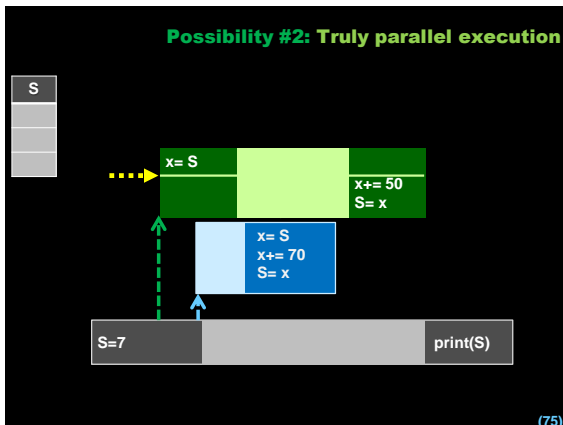 Possibility #2: Truly parallel execution
S
x= S
x+= 50
S= x
x= S
x+= 70
S= x
S=7
print(S)
(75)